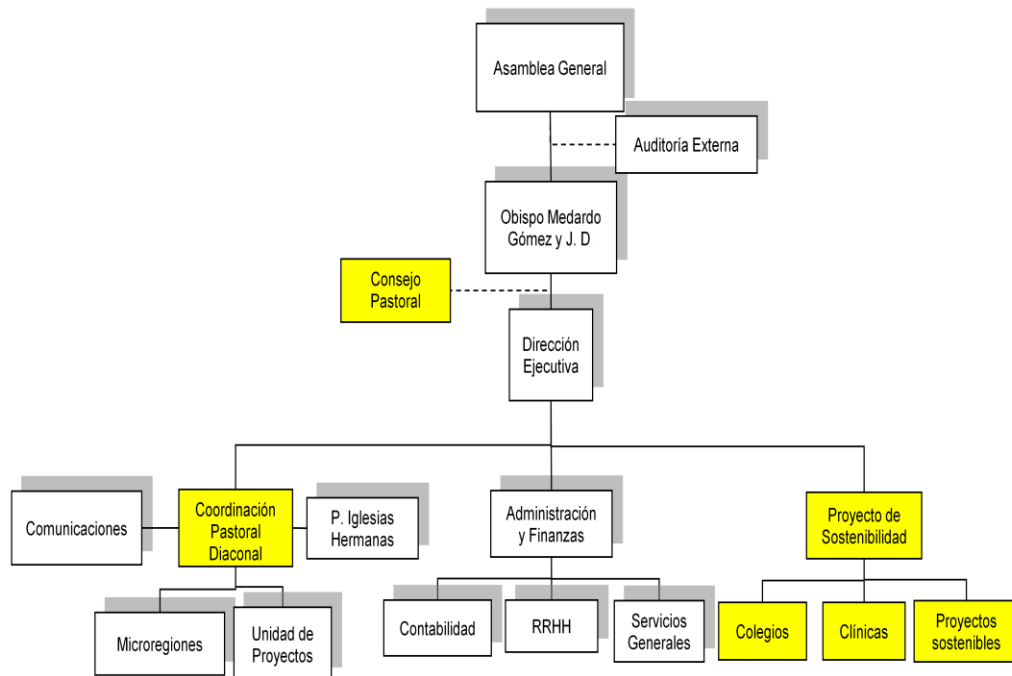 Asamblea General
Auditoría Externa
Obispo Medardo
Gómez y J. D
Consejo
Pastoral
Dirección
Ejecutiva
Comunicaciones
Coordinación
Pastoral
Diaconal
P. Iglesias
Hermanas
Administración
y Finanzas
Proyecto de
Sostenibilidad
Microregiones
Unidad de
Proyectos
Contabilidad
RRHH
Servicios
Generales
Colegios
Clínicas
Proyectos
sostenibles